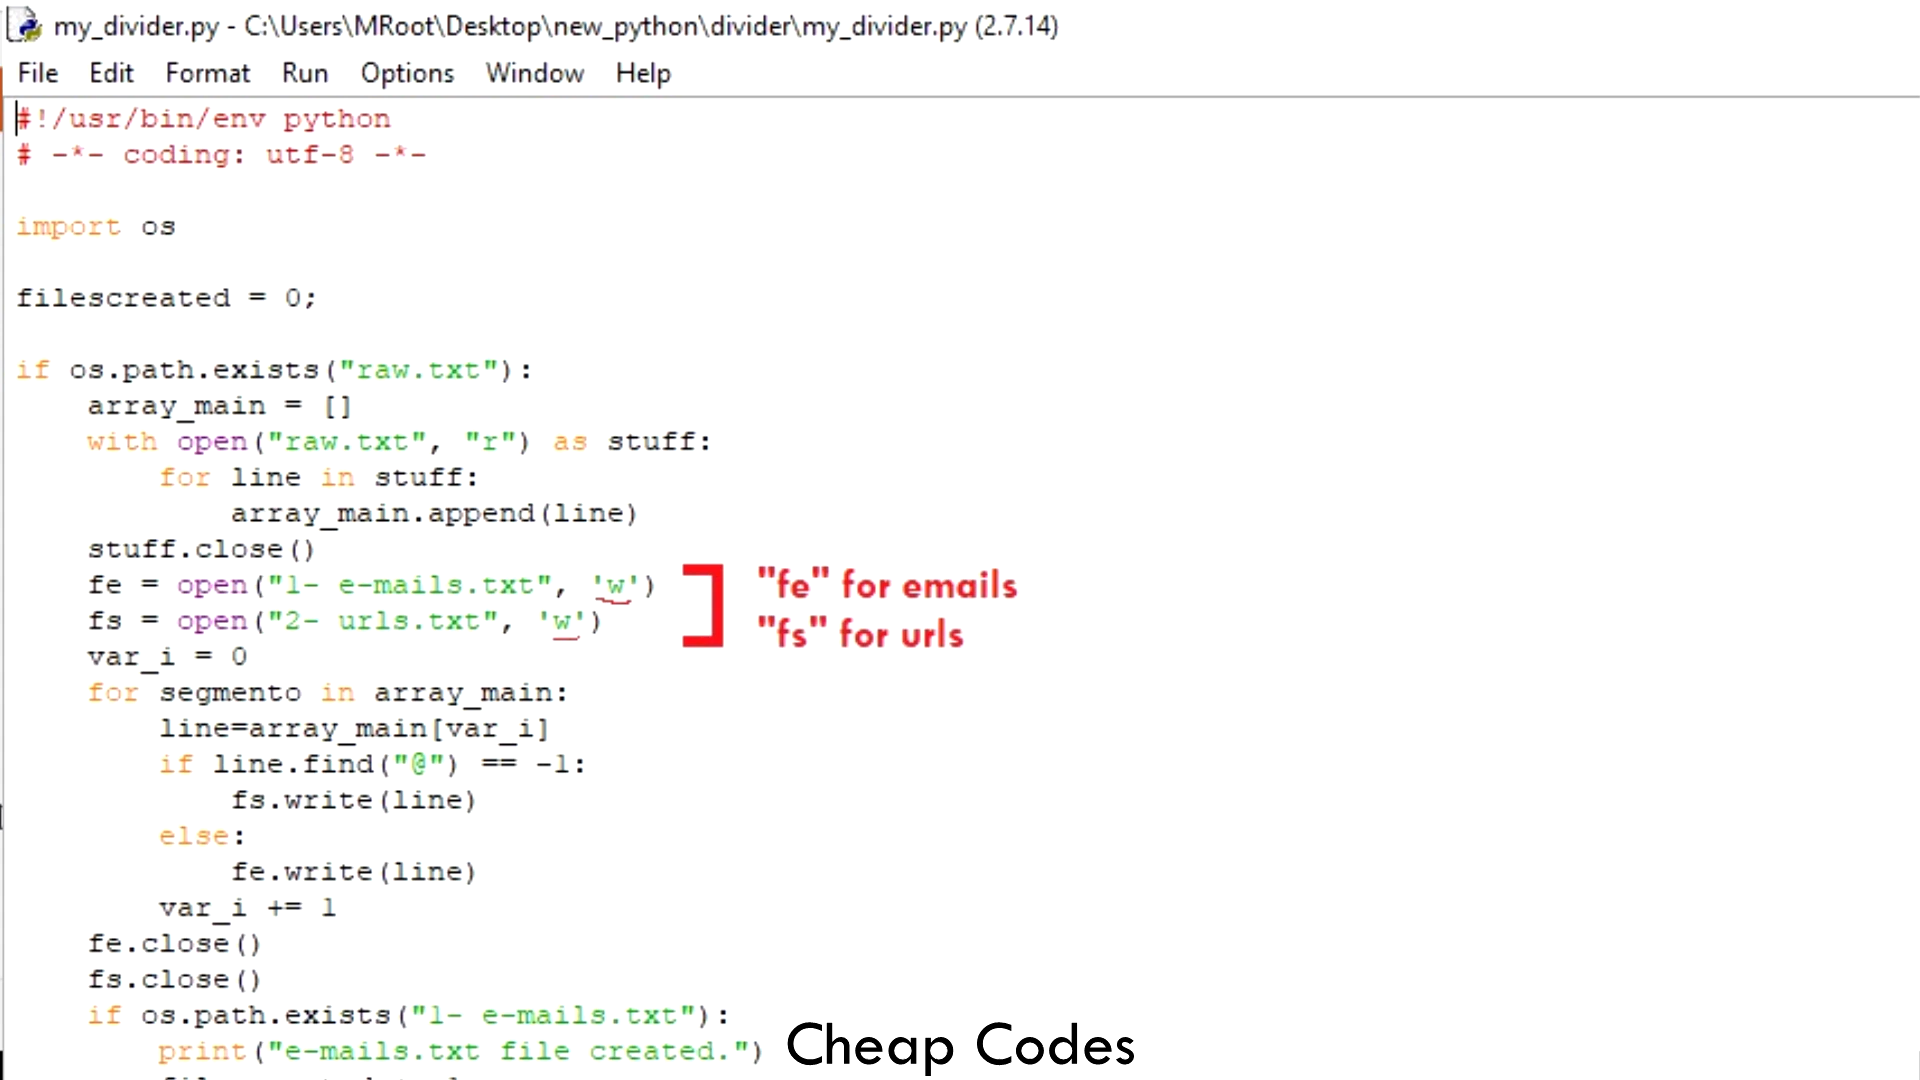 my_divider.py - C:\Users\MRoot\Desktop\new_python\divider\my_divider.py (2.7.14)
File Edit Format Run Options Window Help
#!/usr/bin/env python
# -*- coding: utf-8 -*-
import os
filescreated = 0;
if os.path.exists("raw.txt"):
    array_main = []
    with open("raw.txt", "r") as stuff:
        for line in stuff:
            array_main.append(line)
    stuff.close()
    fe = open("1- e-mails.txt", 'w')
    fs = open("2- urls.txt", 'w')
"fe" for emails
"fs" for urls
    var_i = 0
    for segmento in array_main:
        line=array_main[var_i]
        if line.find("@") == -1:
            fs.write(line)
        else:
            fe.write(line)
        var_i += 1
    fe.close()
    fs.close()
    if os.path.exists("1- e-mails.txt"):
        print("e-mails.txt file created.")
Cheap Codes